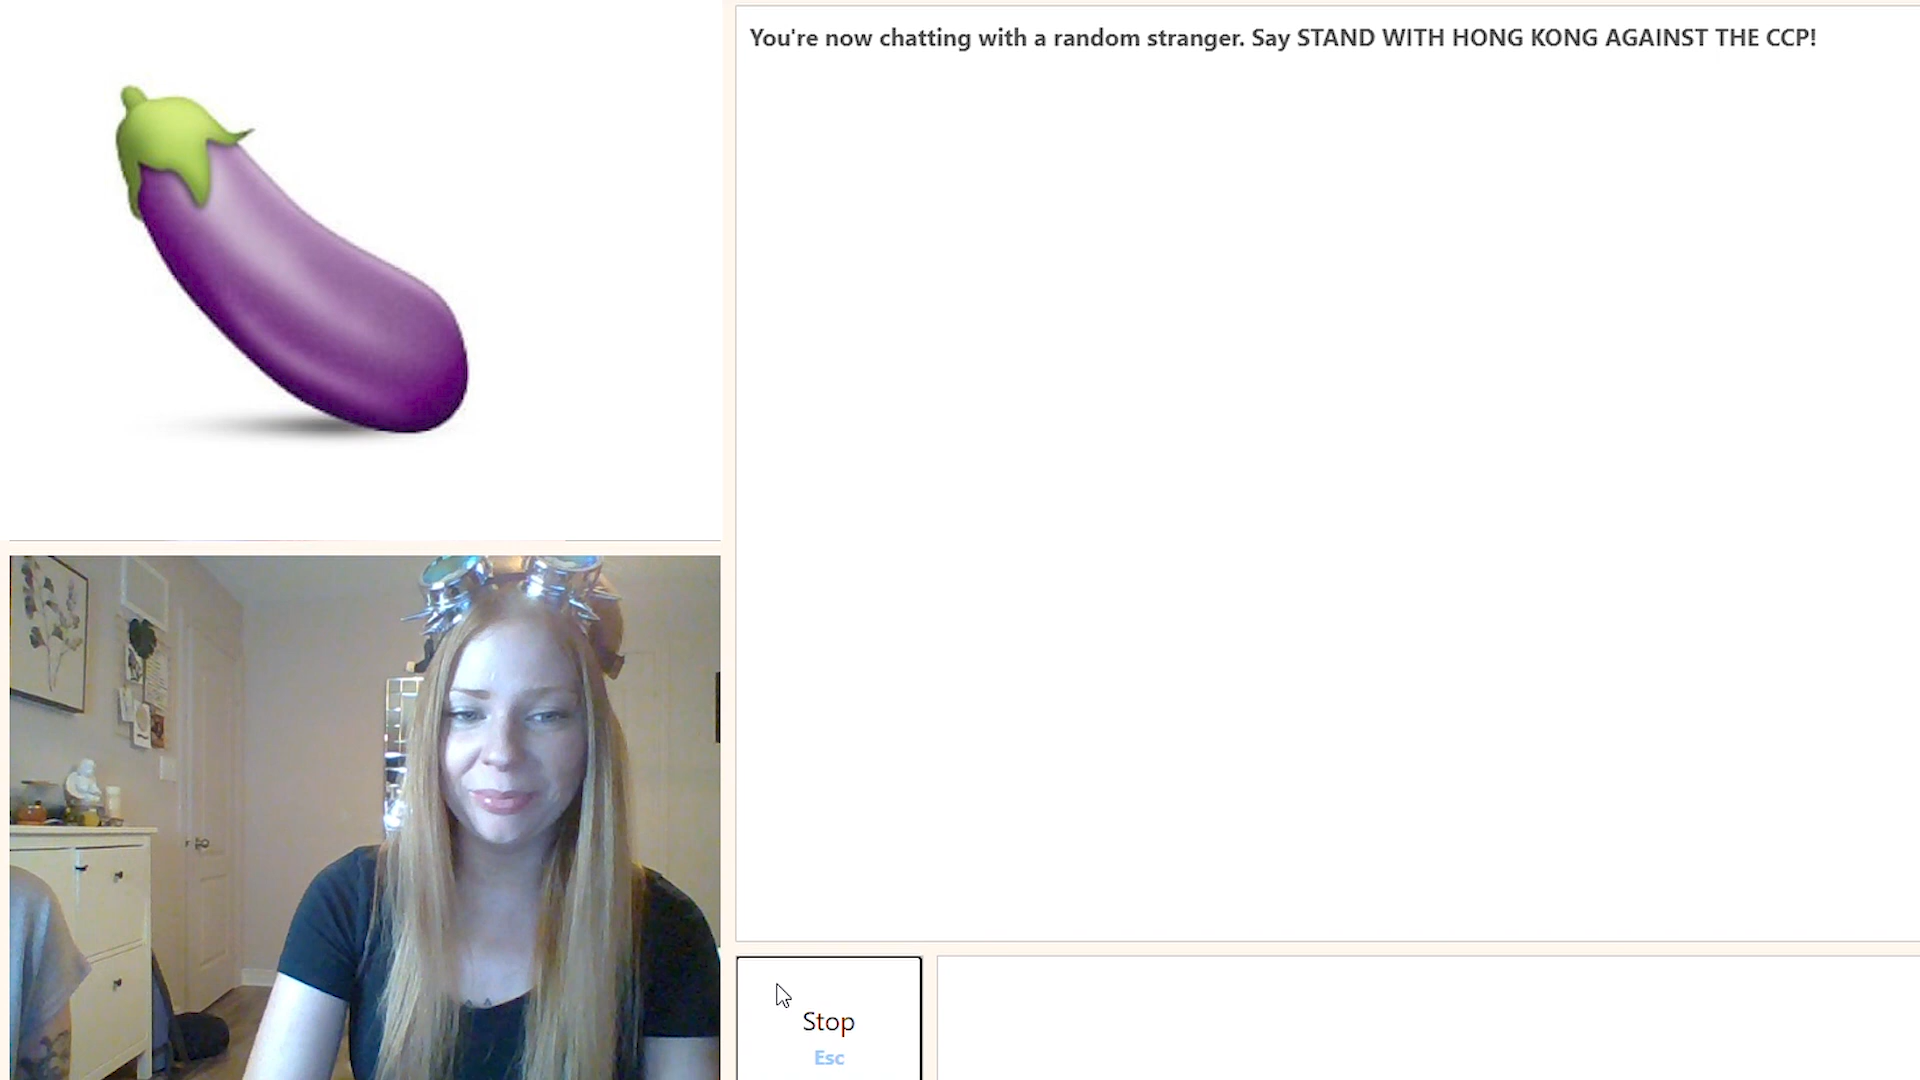 You're now chatting with a random stranger. Say STAND WITH HONG KONG AGAINST THE CCP!
Stop
Esc